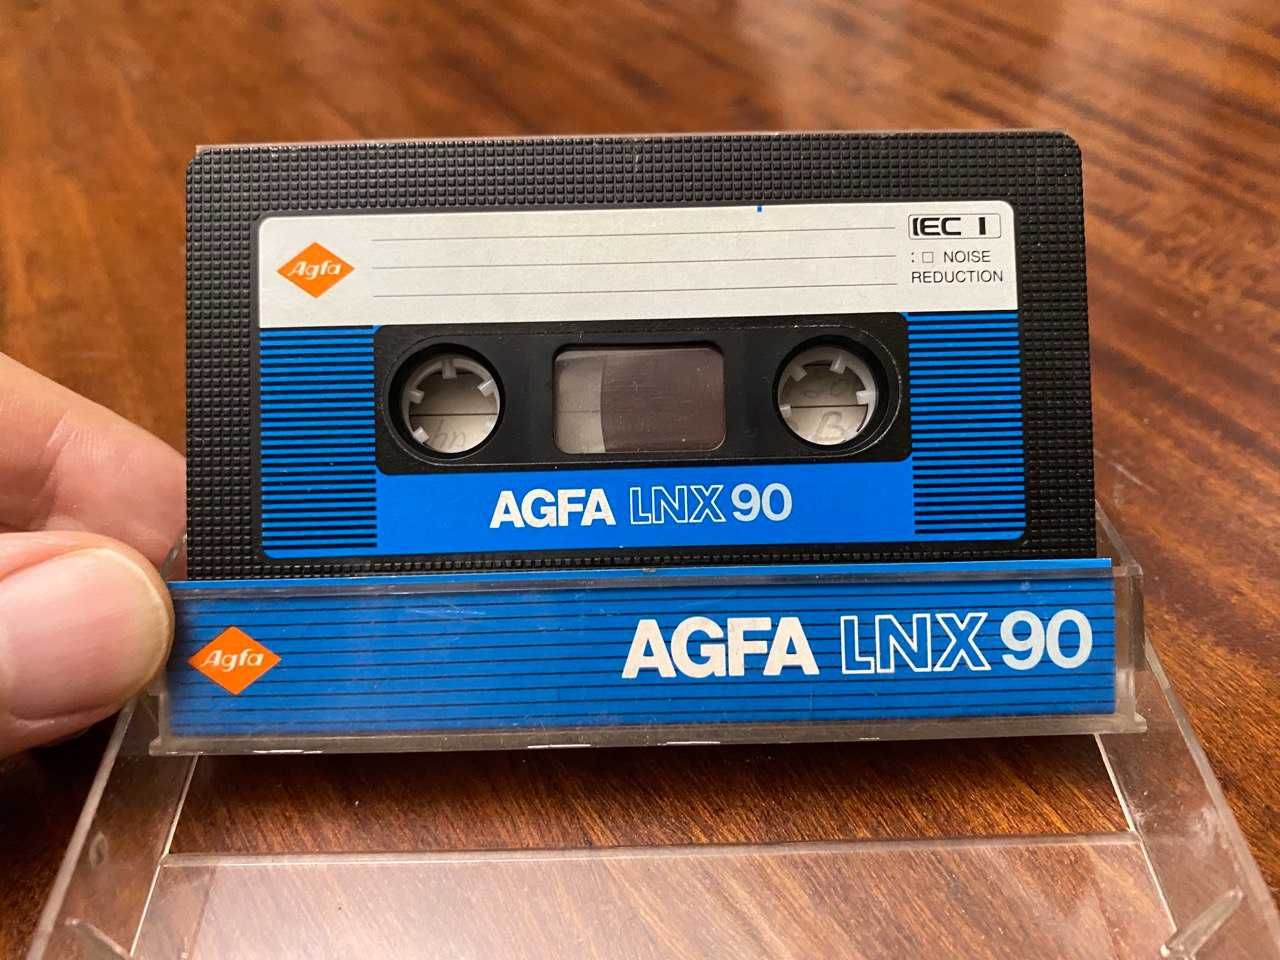 Agfa
IEC I
: □ NOISE
REDUCTION
AGFA LNX 90
Agfa
AGFA LNX 90